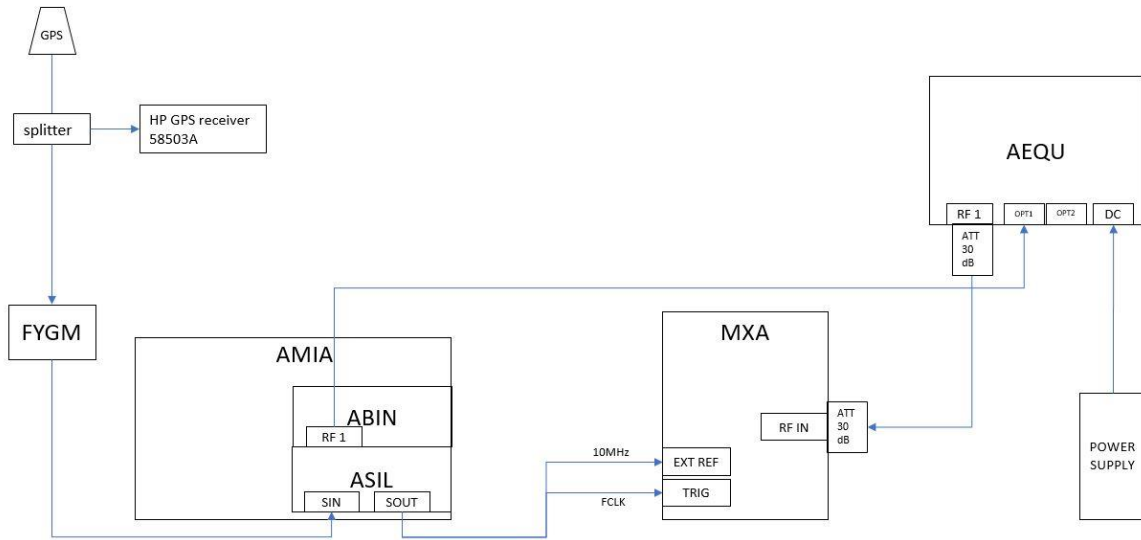 GPS
splitter
HP GPS receiver
58503A
AEQU
RF 1
OPT1
OPT2
DC
ATT
30
dB
FYGM
AMIA
ABIN
RF 1
ASIL
SIN
SOUT
10MHz
FCLK
MXA
RF IN
ATT
30
dB
EXT REF
TRIG
POWER
SUPPLY